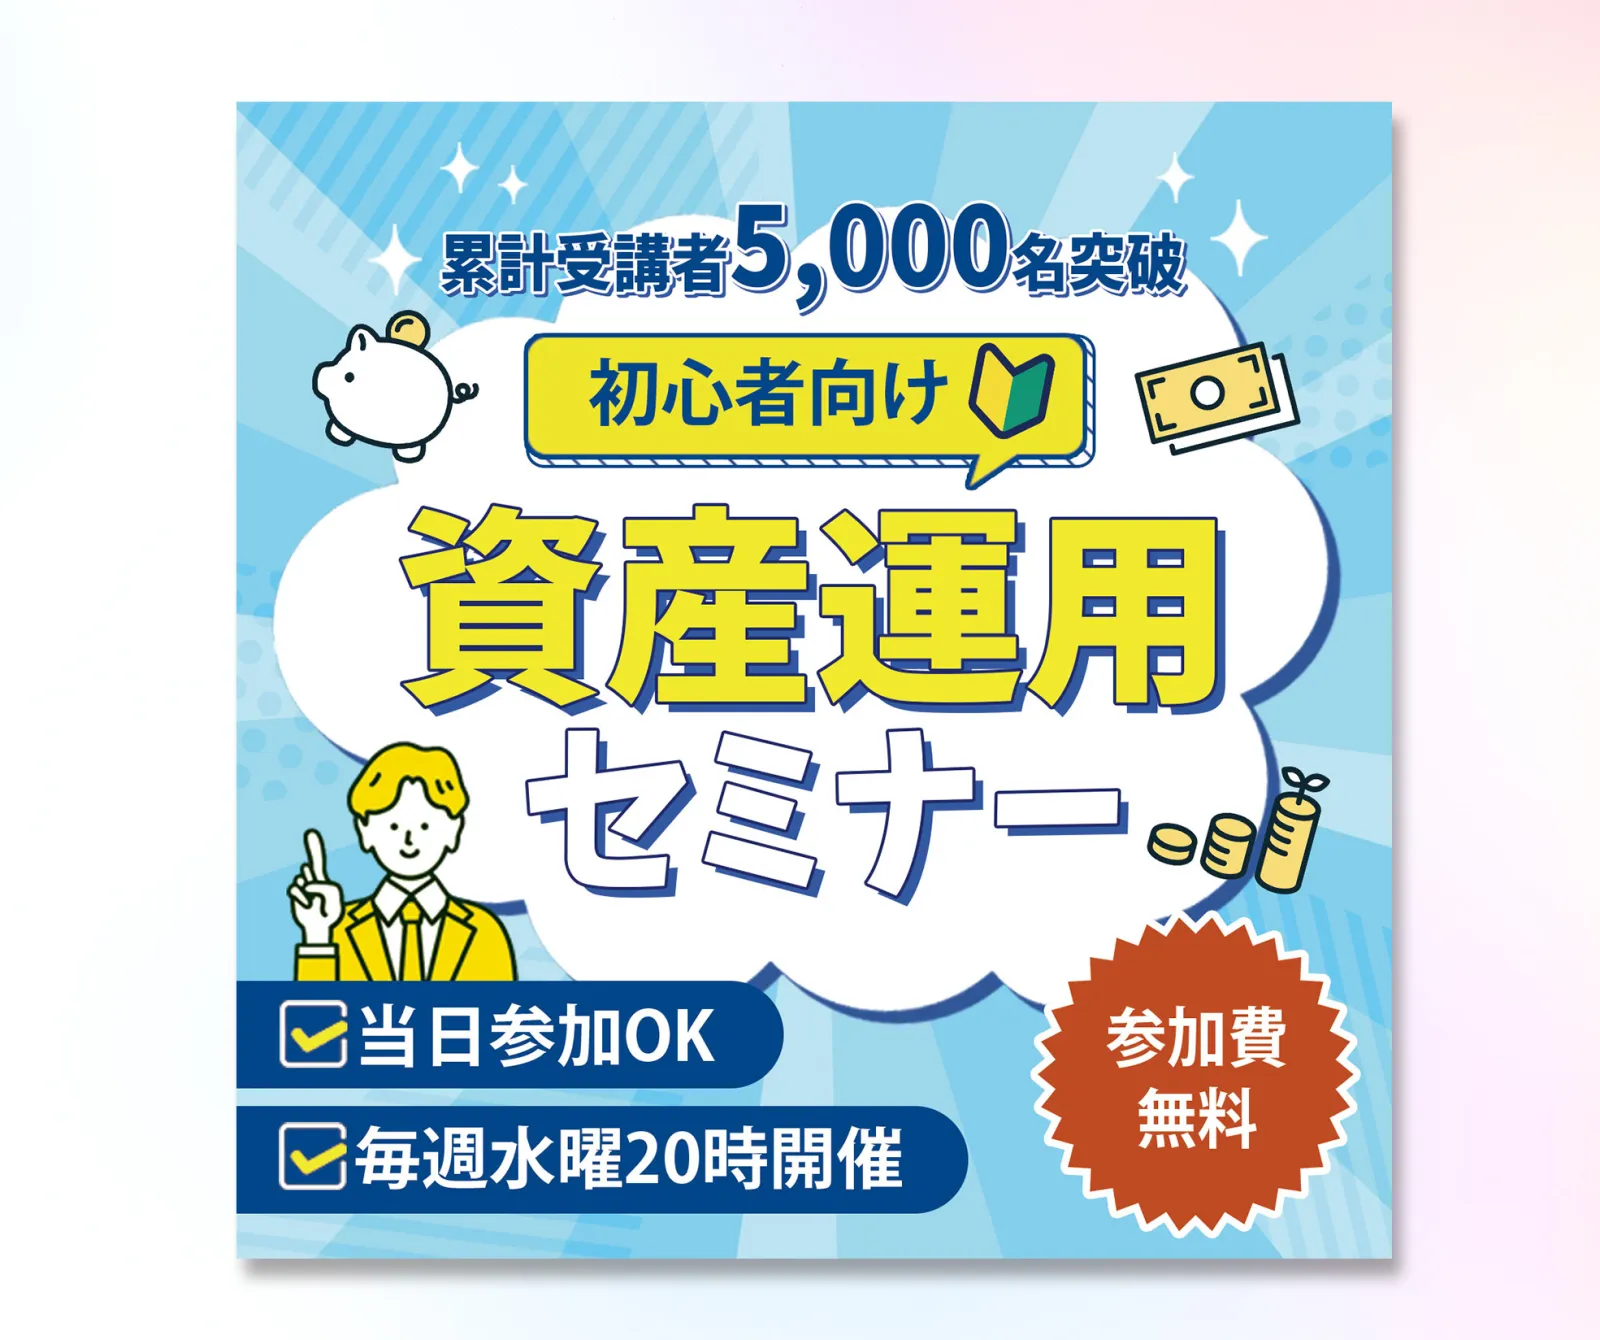 累計受講者5,000名突破
初心者向け
資産運用
セミナー
当日参加OK
毎週水曜20時開催
参加費
無料